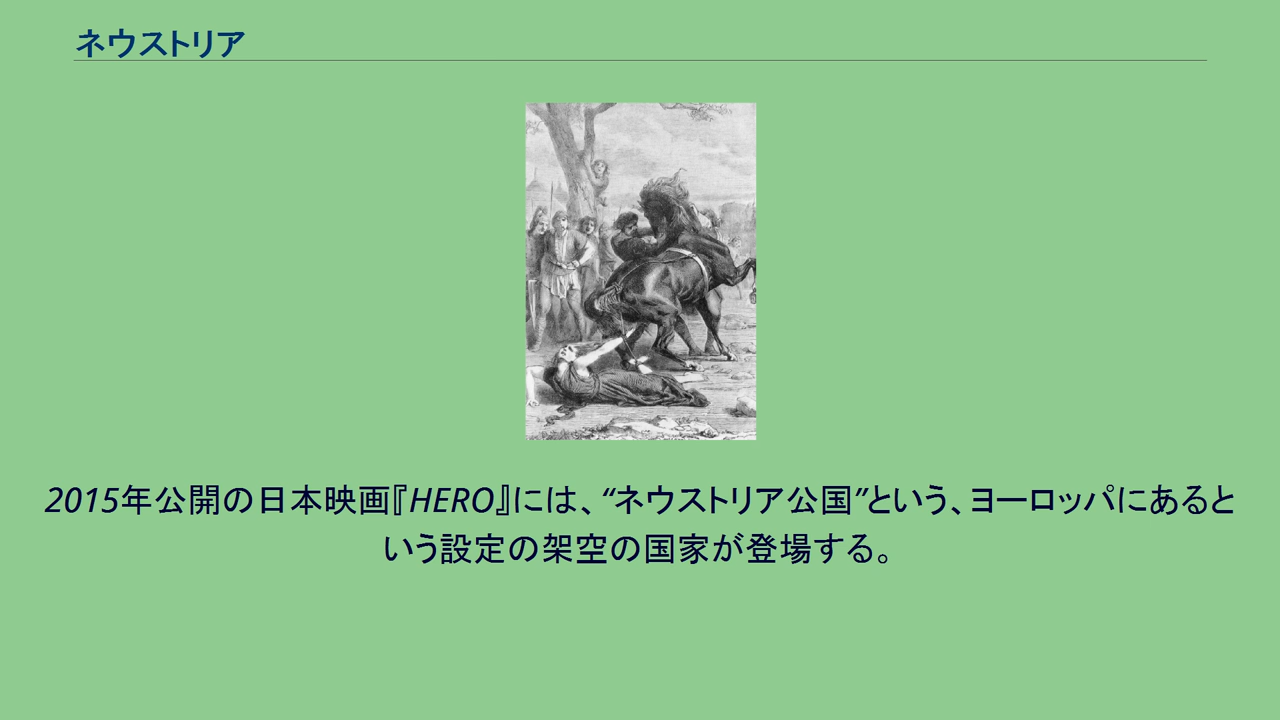 ネウストリア
2015年公開の日本映画『HERO』には、“ネウストリア公国”という、ヨーロッパにあると
いう設定の架空の国家が登場する。